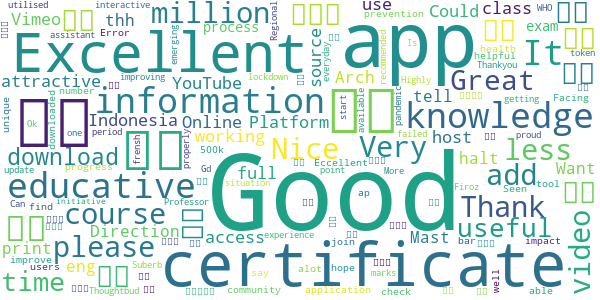 utilised interactive million use class WHO
Vimeo thh process prevention Could exam
assistant Error emerging Regional Is token
Excellent app It
attractive improving YouTube lockdown source everyday recommended health helpful
Highly Thankyou
unique number Arch Great getting
information tell
Ok downloaded one Indonesia Online Platform start available pandemic knowledge Facing
period working host
frensh failed proud
download properly Nice Very less
500k
update progress full halt Want
educative Good add
Gd Eccellent
Initiative situation point More Thank Seen tool
Can find course ap Firoz
please Direction access Mast useful video
print join bar impact
time users Professor experience marks
improve eng Suberb say alot hope well able
Thoughtbud community application check
certificate